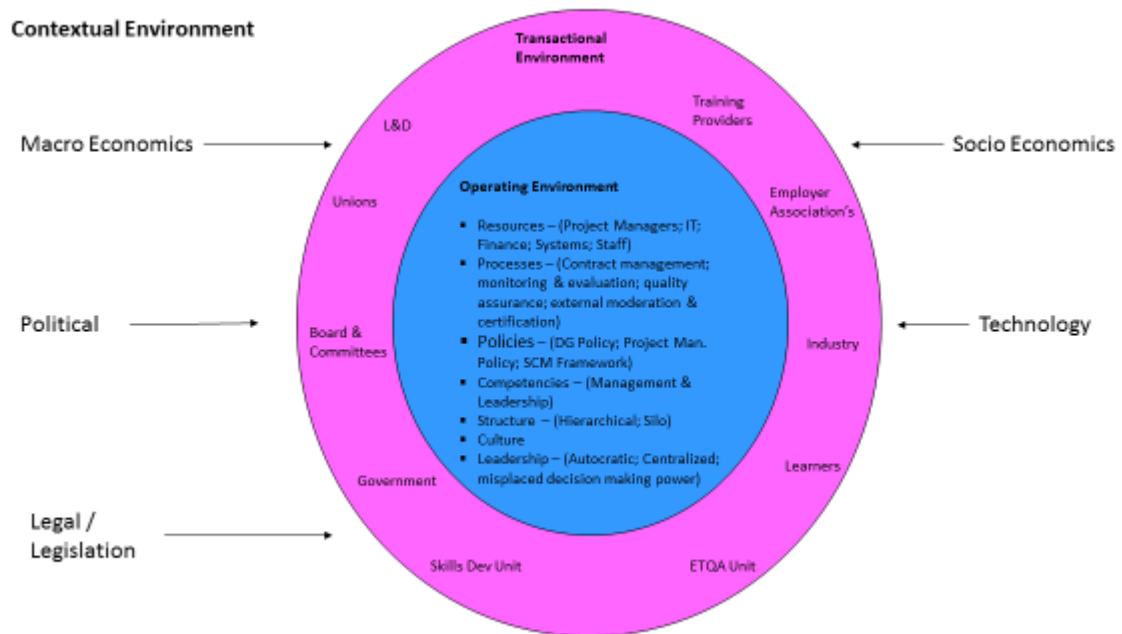 Contextual Environment
Transactional
Environment
Training
Providers
L&D
Macro Economics
Socio Economics
Unions
Employer
Association's
Operating Environment
▪ Resources – (Project Managers; IT;
Finance; Systems; Staff)
▪ Processes – (Contract management;
monitoring & evaluation; quality
assurance; external moderation &
certification)
▪ Policies – (DG Policy; Project Man.
Policy; SCM Framework)
▪ Competencies – (Management &
Leadership)
▪ Structure – (Hierarchical; Silo)
▪ Culture
▪ Leadership – (Autocratic; Centralized;
misplaced decision making power)
Political
Board &
Committees
Industry
Technology
Government
Learners
Legal /
Legislation
Skills Dev Unit
ETQA Unit